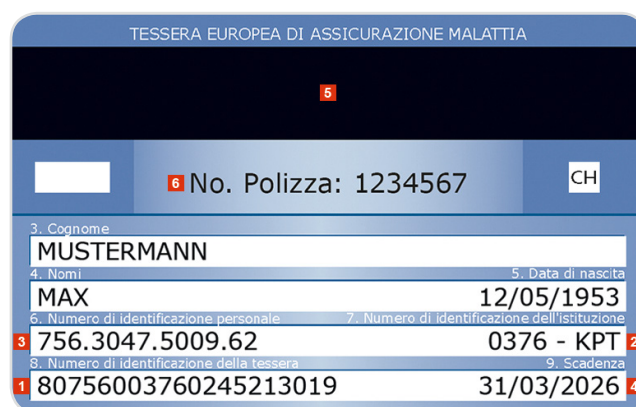 TESSERA EUROPEA DI ASSICURAZIONE MALATTIA
5
6 No. Polizza: 1234567 CH
3. Cognome
MUSTERMANN
4. Nomi 5. Data di nascita
MAX 12/05/1953
6. Numero di identificazione personale 7. Numero di identificazione dell'istituzione
3 756.3047.5009.62 0376 - KPT 2
8. Numero di identificazione della tessera 9. Scadenza
1 80756003760245213019 31/03/2026 4